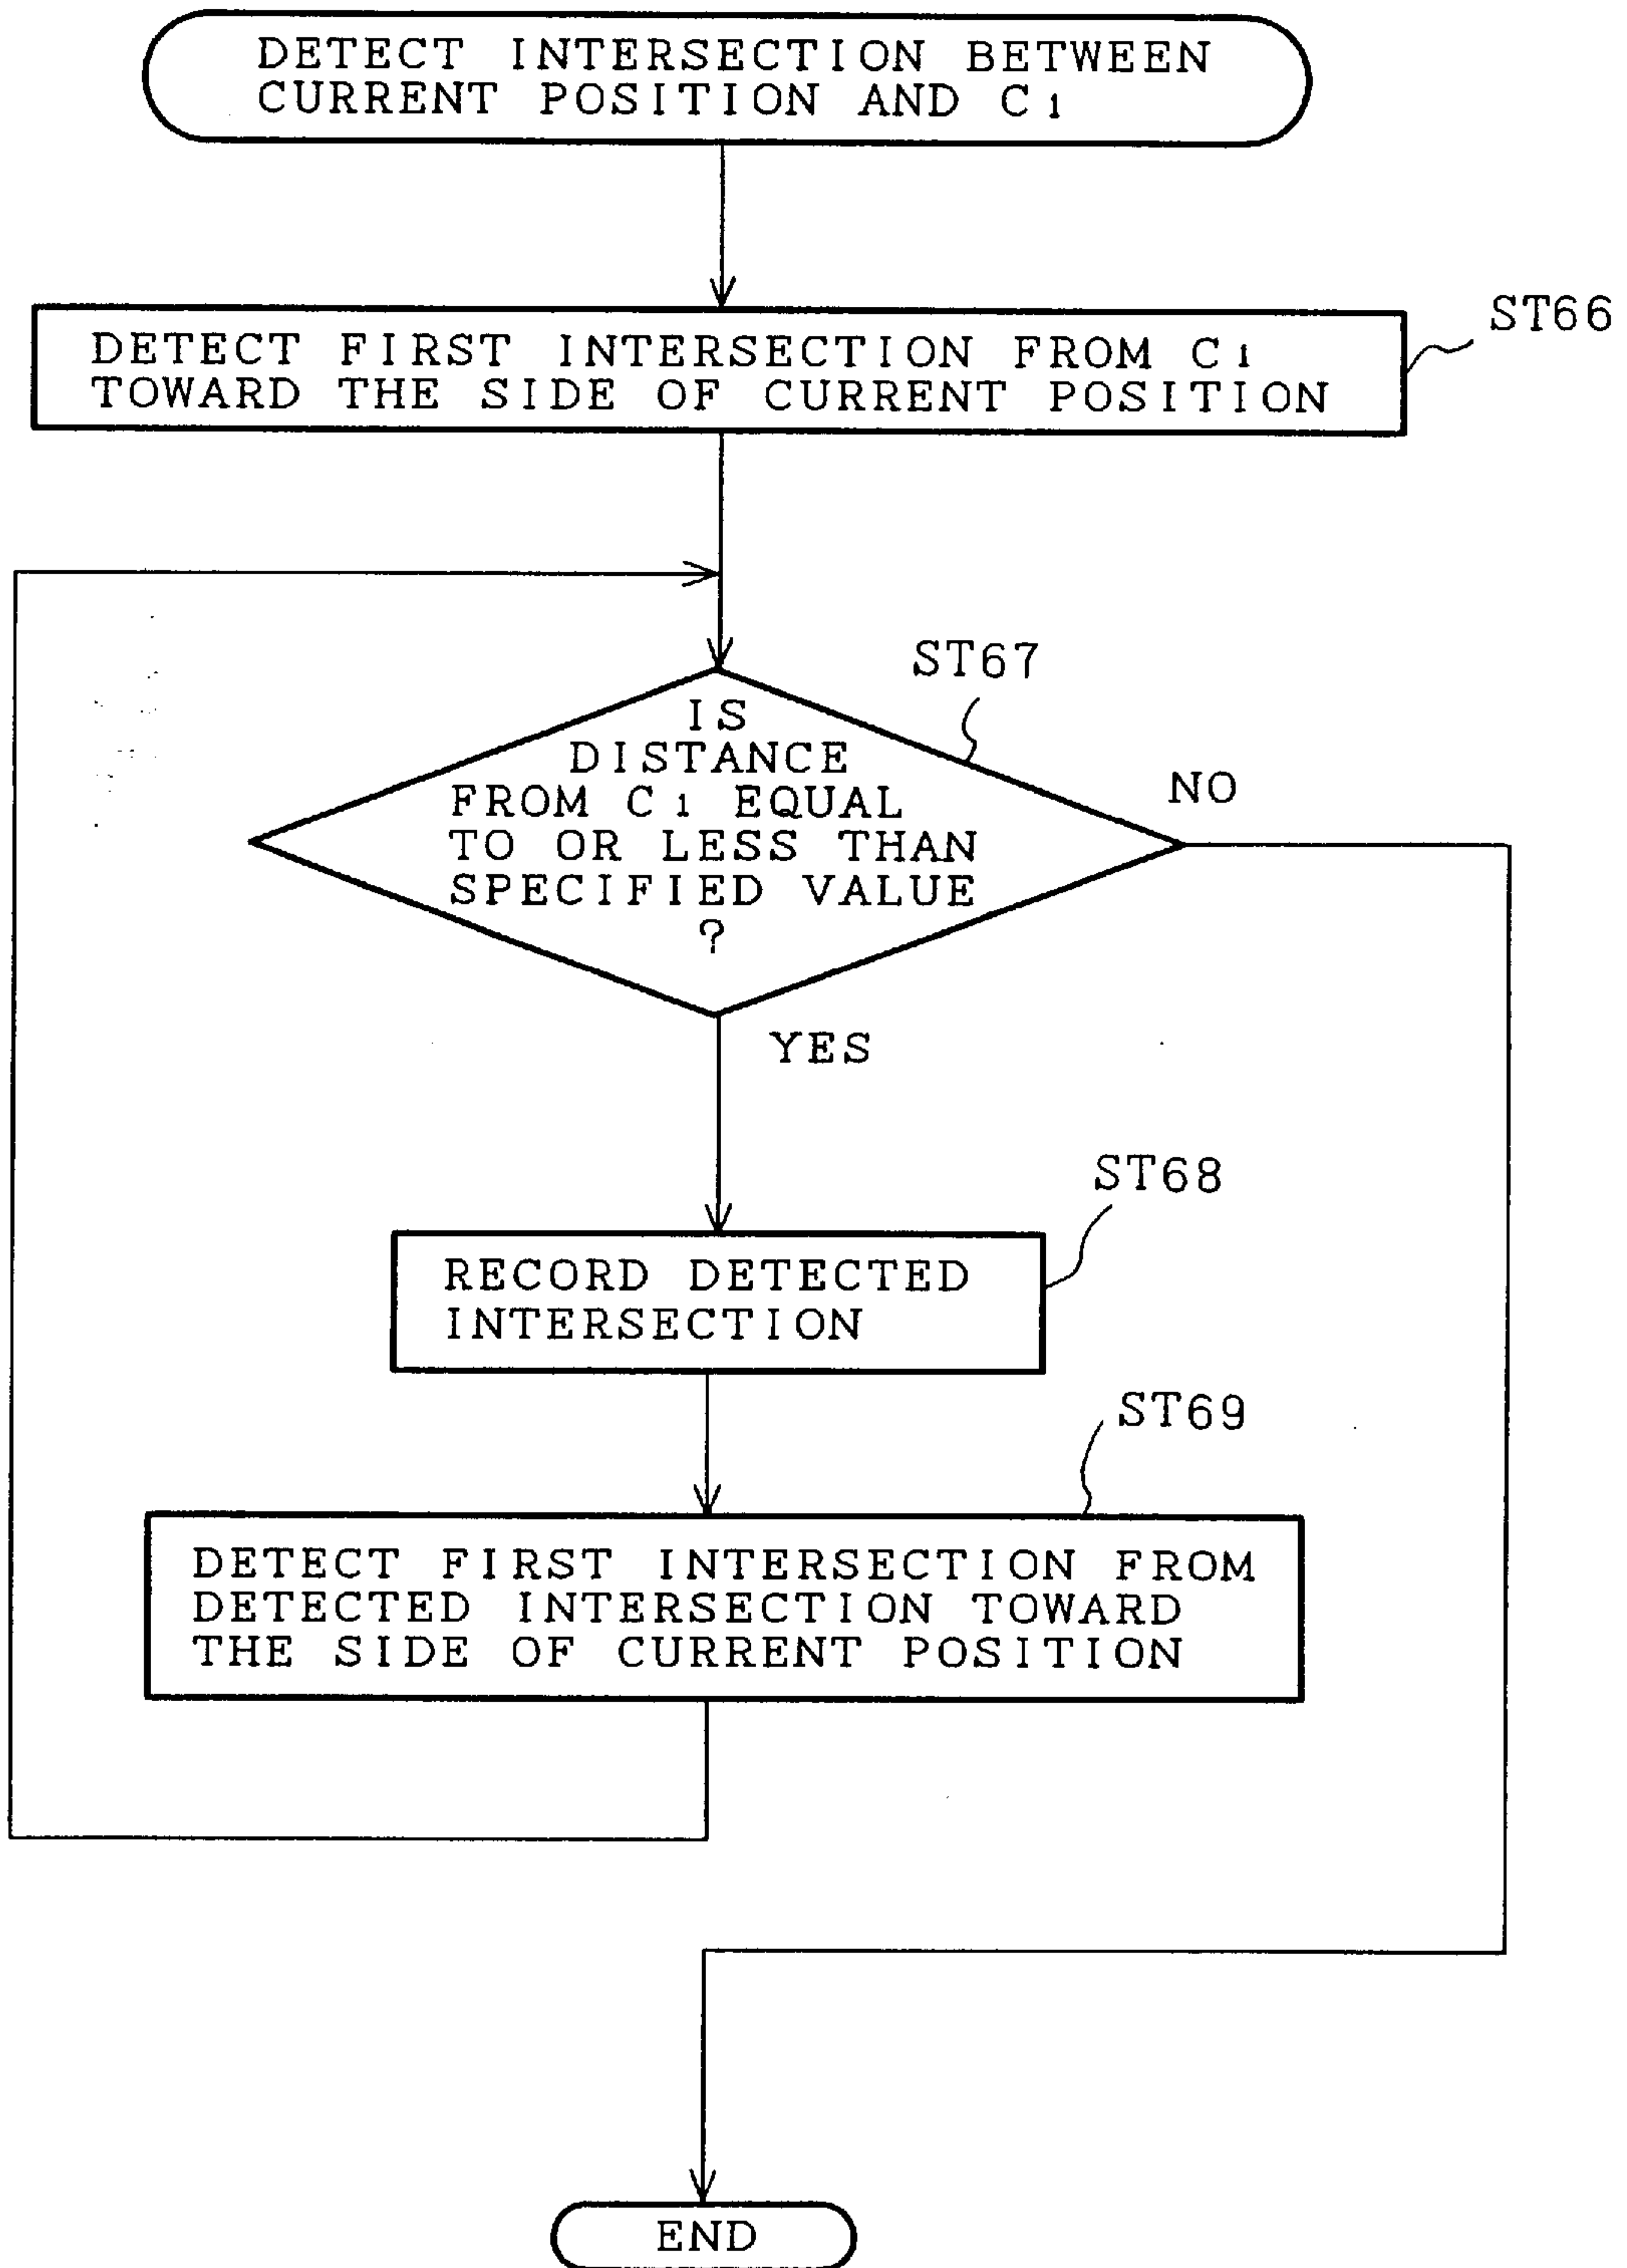 DETECT INTERSECTION BETWEEN
CURRENT POSITION AND C1
ST66
DETECT FIRST INTERSECTION FROM C1
TOWARD THE SIDE OF CURRENT POSITION
ST67
IS
DISTANCE
FROM C1 EQUAL
TO OR LESS THAN
SPECIFIED VALUE
?
NO
YES
ST68
RECORD DETECTED
INTERSECTION
ST69
DETECT FIRST INTERSECTION FROM
DETECTED INTERSECTION TOWARD
THE SIDE OF CURRENT POSITION
END